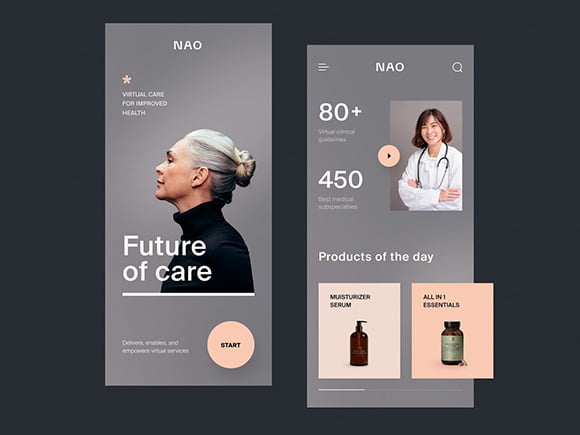 NAO
VIRTUAL CARE
FOR IMPROVED
HEALTH
Future
of care
Delivers, enables, and
empowers virtual services
START
NAO
80+
Virtual clinical
guidelines
450
Best medical
subspecialties
Products of the day
MUISTURIZER
SERUM
ALL IN 1
ESSENTIALS